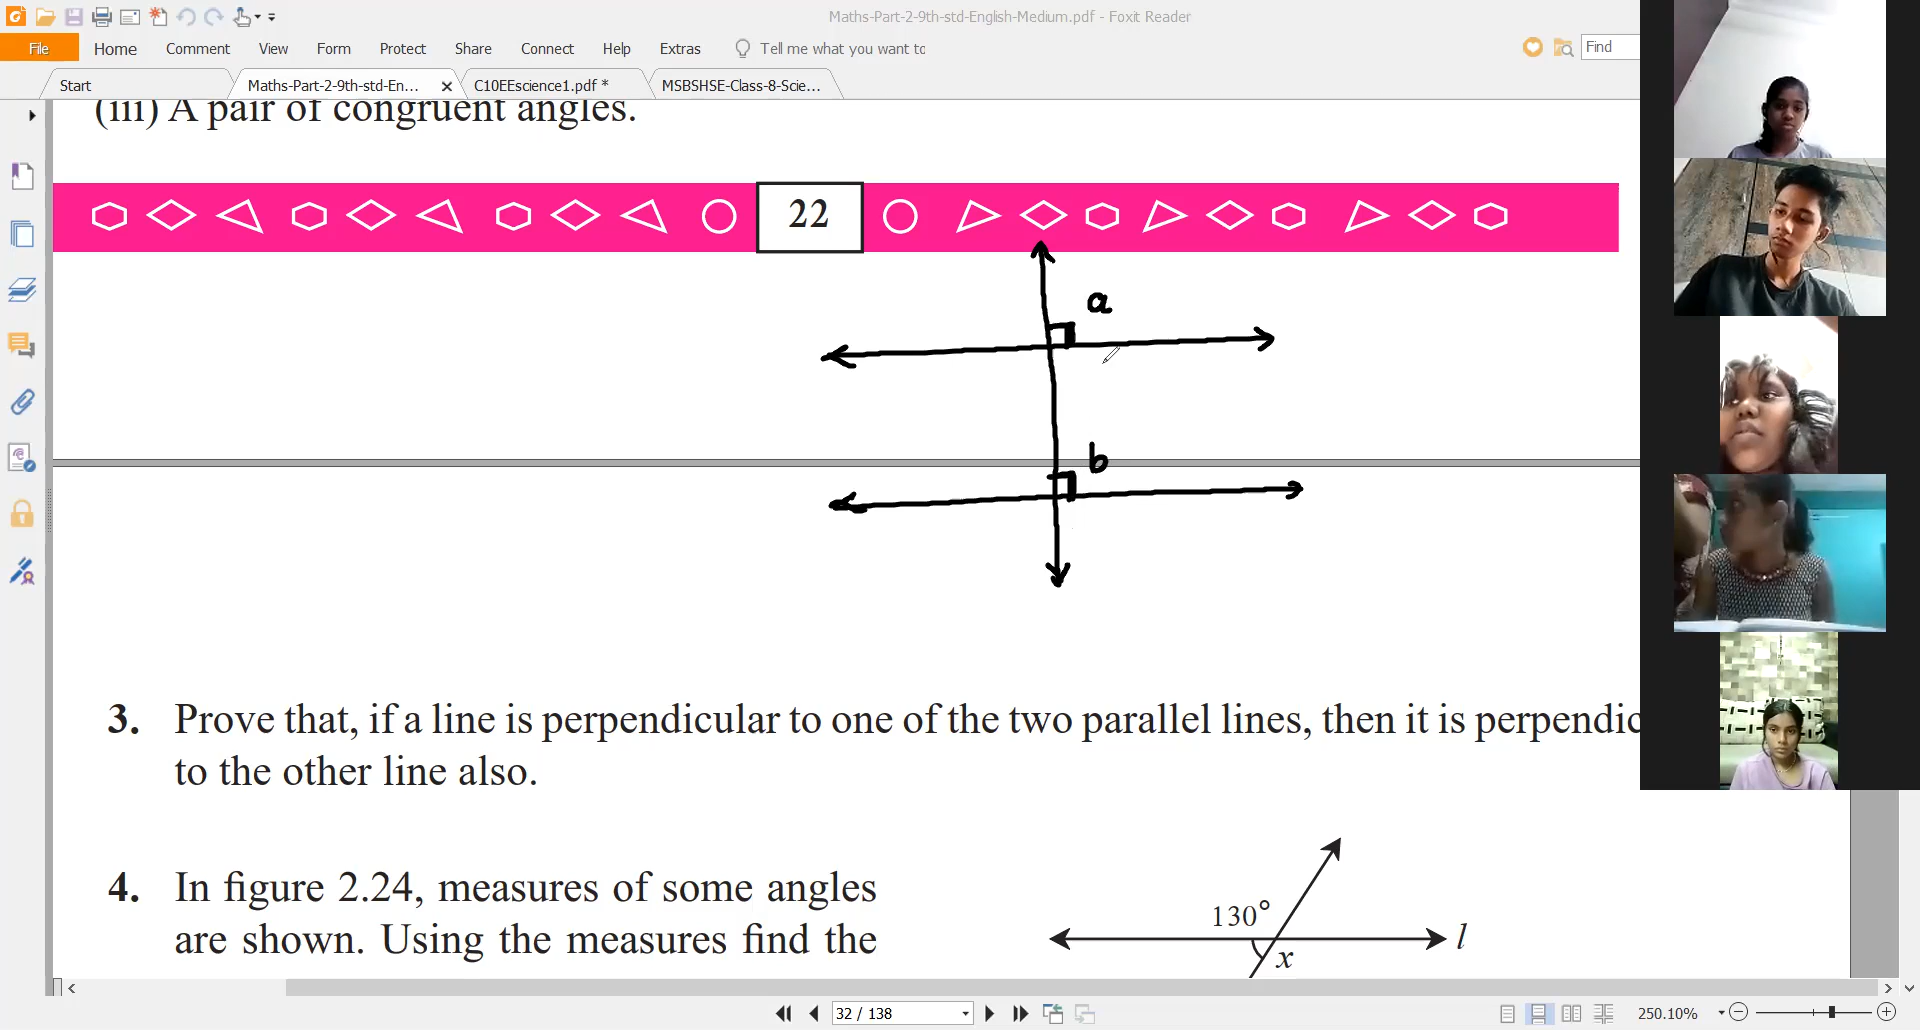 Maths-Part-2-9th-std-English-Medium.pdf - Foxit Reader
File Home Comment View Form Protect Share Connect Help Extras Tell me what you want to Find
Start Maths-Part-2-9th-std-En... C10EEscience1.pdf * MSBSHSE-Class-8-Scie...
(iii) A pair of congruent angles.
22
a
b
3. Prove that, if a line is perpendicular to one of the two parallel lines, then it is perpendic
to the other line also.
4. In figure 2.24, measures of some angles
are shown. Using the measures find the
130°
l
x
32 / 138 250.10%